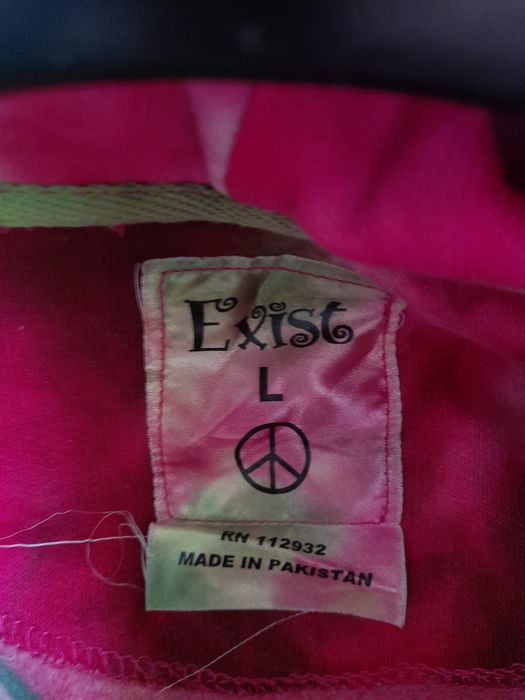 Exist
L
RN 112932
MADE IN PAKISTAN